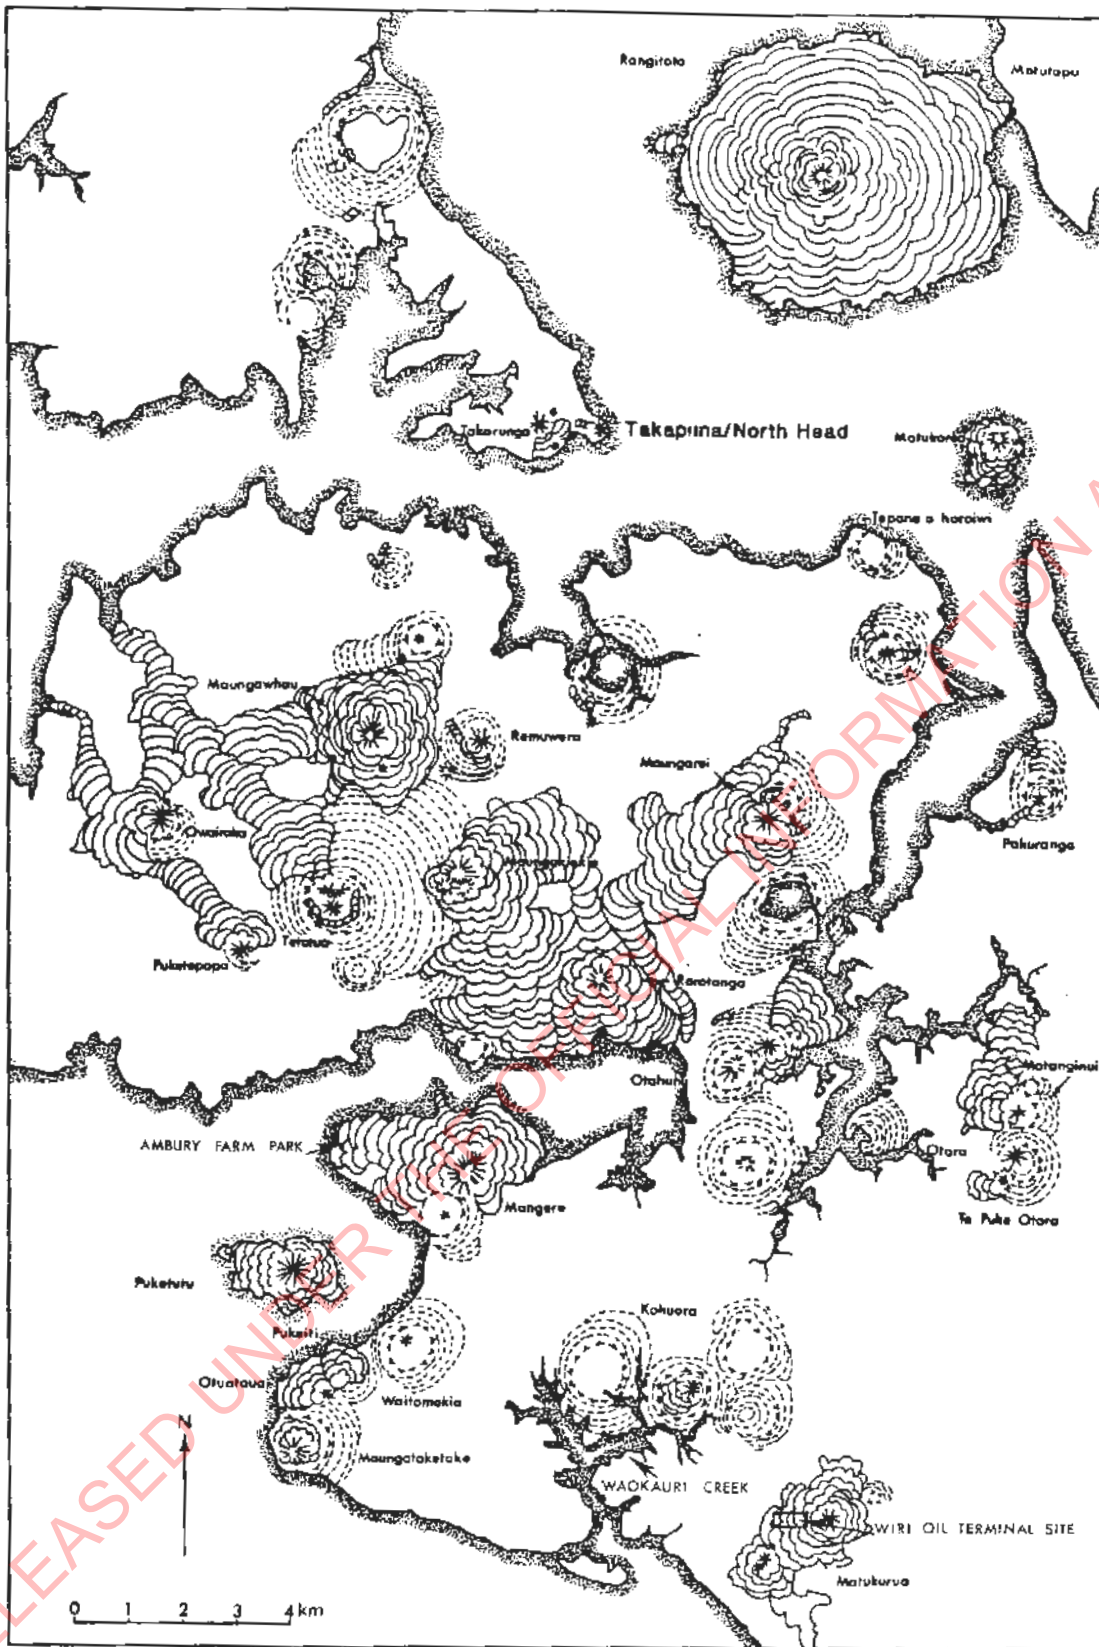 Rangitoto
Motutapu
Takarunga
Takapuna/North Head
Motukorea
Tepane o horoiwi
Maungawhau
Remuwera
Maungarei
Owairaka
Maungakiekie
Pakuranga
Tetatua
Puketapapa
Rarotonga
Otahuhu
Matanginui
AMBURY FARM PARK
Otara
Mangere
Te Puke Otara
Puketutu
Kohuora
Pukeiti
Otuataua
Waitomokia
N
Maungataketake
WAOKAURI CREEK
WIRI OIL TERMINAL SITE
Matukurua
0 1 2 3 4 km
RELEASED UNDER THE OFFICIAL INFORMATION A